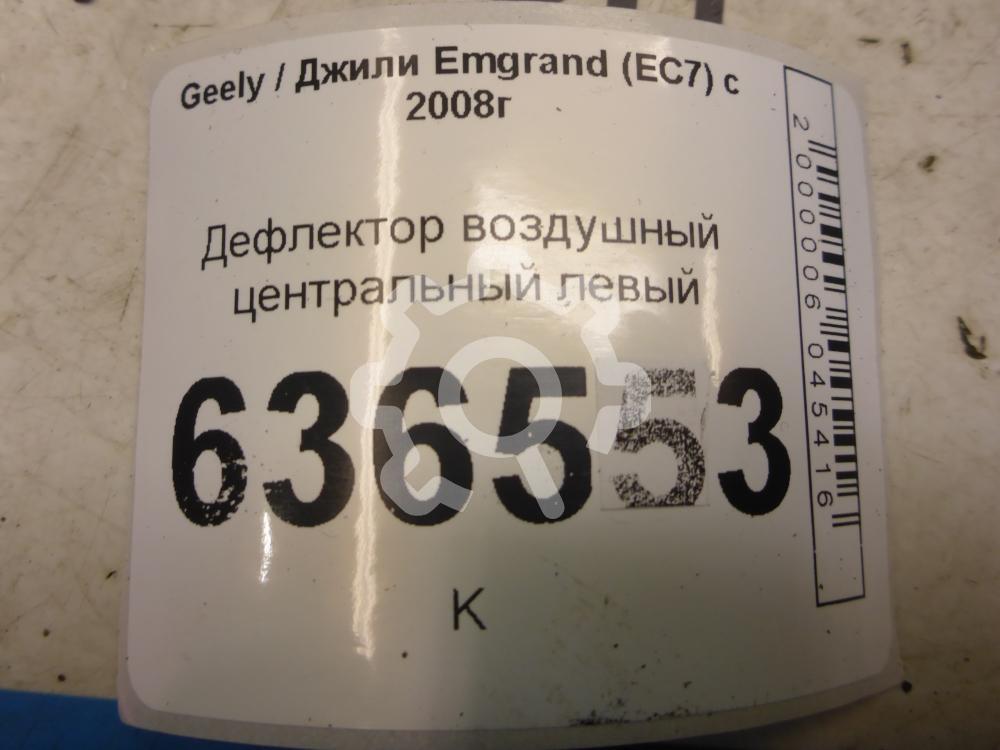 Geely / Джили Emgrand (EC7) с
2008г
Дефлектор воздушный
центральный левый
636553
К
2000006045416